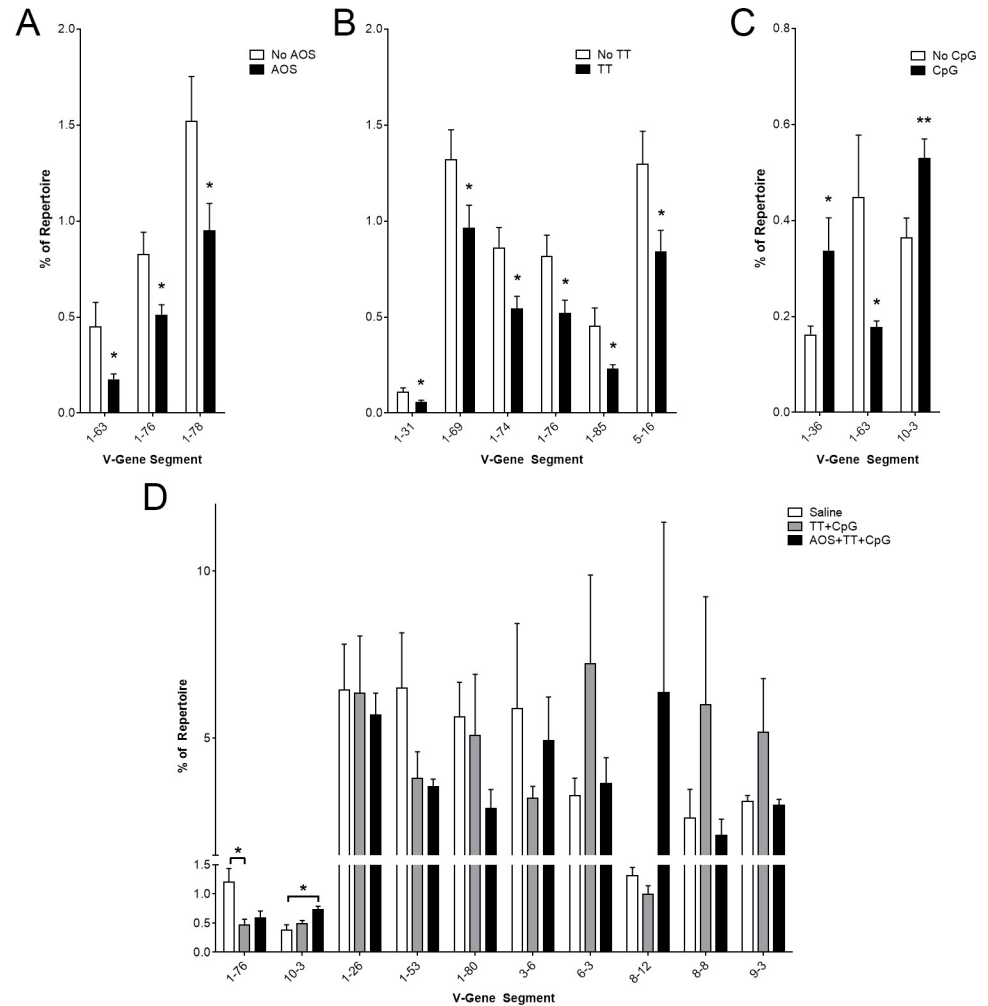 A
2.0
1.5
1.0
0.5
0.0
% of Repertoire
No AOS
AOS
*
*
*
1-63
1-76
1-78
V-Gene Segment
B
2.0
1.5
1.0
0.5
0.0
No TT
TT
*
*
*
*
*
*
1-31
1-69
1-74
1-76
1-85
5-16
V-Gene Segment
C
0.8
0.6
0.4
0.2
0.0
% of Repertoire
No CpG
CpG
*
*
**
1-36
1-63
10-3
V-Gene Segment
D
10
5
1.5
1.0
0.5
0.0
% of Repertoire
Saline
TT+CpG
AOS+TT+CpG
*
*
1-76
10-3
1-26
1-53
1-80
3-6
6-3
8-12
8-8
9-3
V-Gene Segment